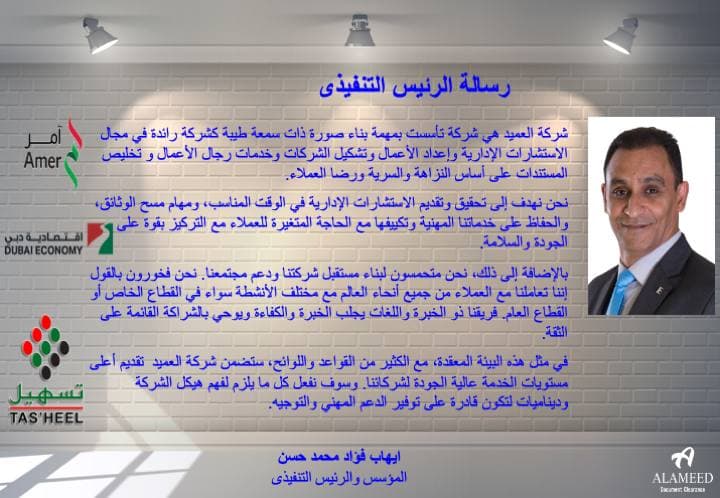 رسالة الرئيس التنفيذى
شركة العميد هي شركة تأسست بمهمة بناء صورة ذات سمعة طيبة كشركة رائدة في مجال
الاستشارات الإدارية وإعداد الأعمال وتشكيل الشركات وخدمات رجال الأعمال و تخليص
المستندات على أساس النزاهة والسرية ورضا العملاء.
نحن نهدف إلى تحقيق وتقديم الاستشارات الإدارية في الوقت المناسب، ومهام مسح الوثائق،
والحفاظ على خدماتنا المهنية وتكييفها مع الحاجة المتغيرة للعملاء مع التركيز بقوة على
الجودة والسلامة.
بالإضافة إلى ذلك، نحن متحمسون لبناء مستقبل شركتنا ودعم مجتمعنا. نحن فخورون بالقول
إننا تعاملنا مع العملاء من جميع أنحاء العالم مع مختلف الأنشطة سواء في القطاع الخاص أو
القطاع العام. فريقنا ذو الخبرة واللغات يجلب الخبرة والكفاءة ويوحي بالشراكة القائمة على
الثقة.
في مثل هذه البيئة المعقدة، مع الكثير من القواعد واللوائح، ستضمن شركة العميد تقديم أعلى
مستويات الخدمة عالية الجودة لشركاتنا. وسوف نفعل كل ما يلزم لفهم هيكل الشركة
وديناميات لتكون قادرة على توفير الدعم المهني والتوجيه.
ايهاب فؤاد محمد حسن
المؤسس والرئيس التنفيذى
آمر
Amer
اقتصادية دبي
DUBAI ECONOMY
تسهيل
TAS'HEEL
E
ALAMEED
Document Clearance